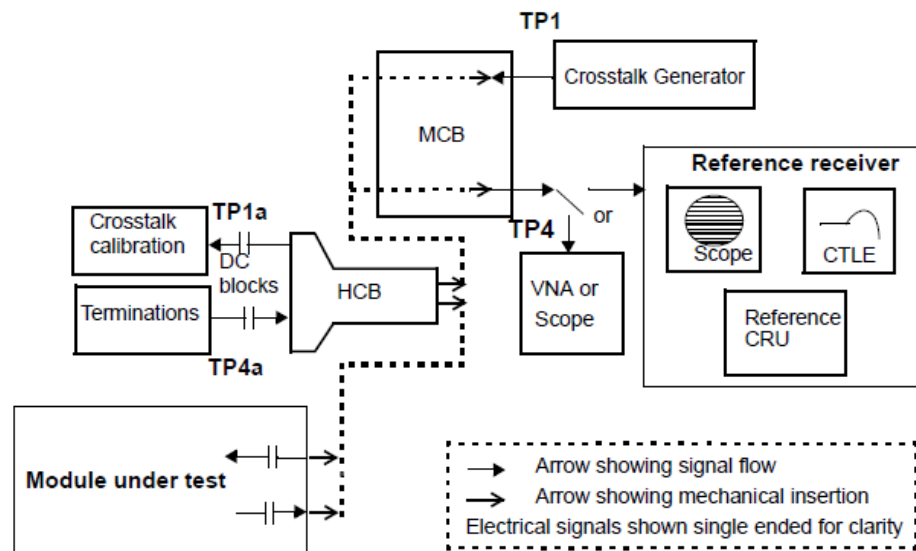 TP1
Crosstalk Generator
MCB
Reference receiver
Scope
CTLE
Reference
CRU
TP4
or
VNA or
Scope
TP1a
Crosstalk
calibration
DC
blocks
HCB
Terminations
TP4a
Module under test
Arrow showing signal flow
Arrow showing mechanical insertion
Electrical signals shown single ended for clarity